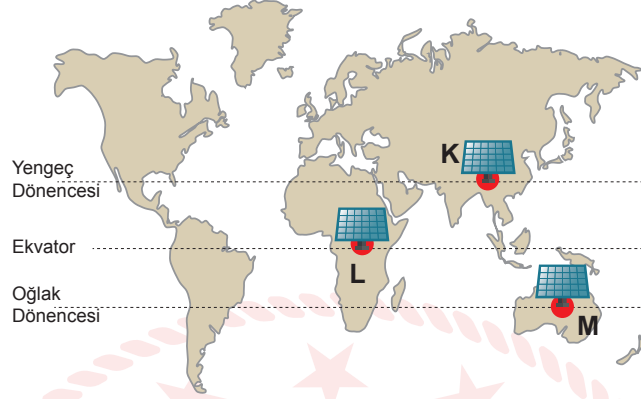 K
Yengeç
Dönencesi
Ekvator
L
Oğlak
Dönencesi
M